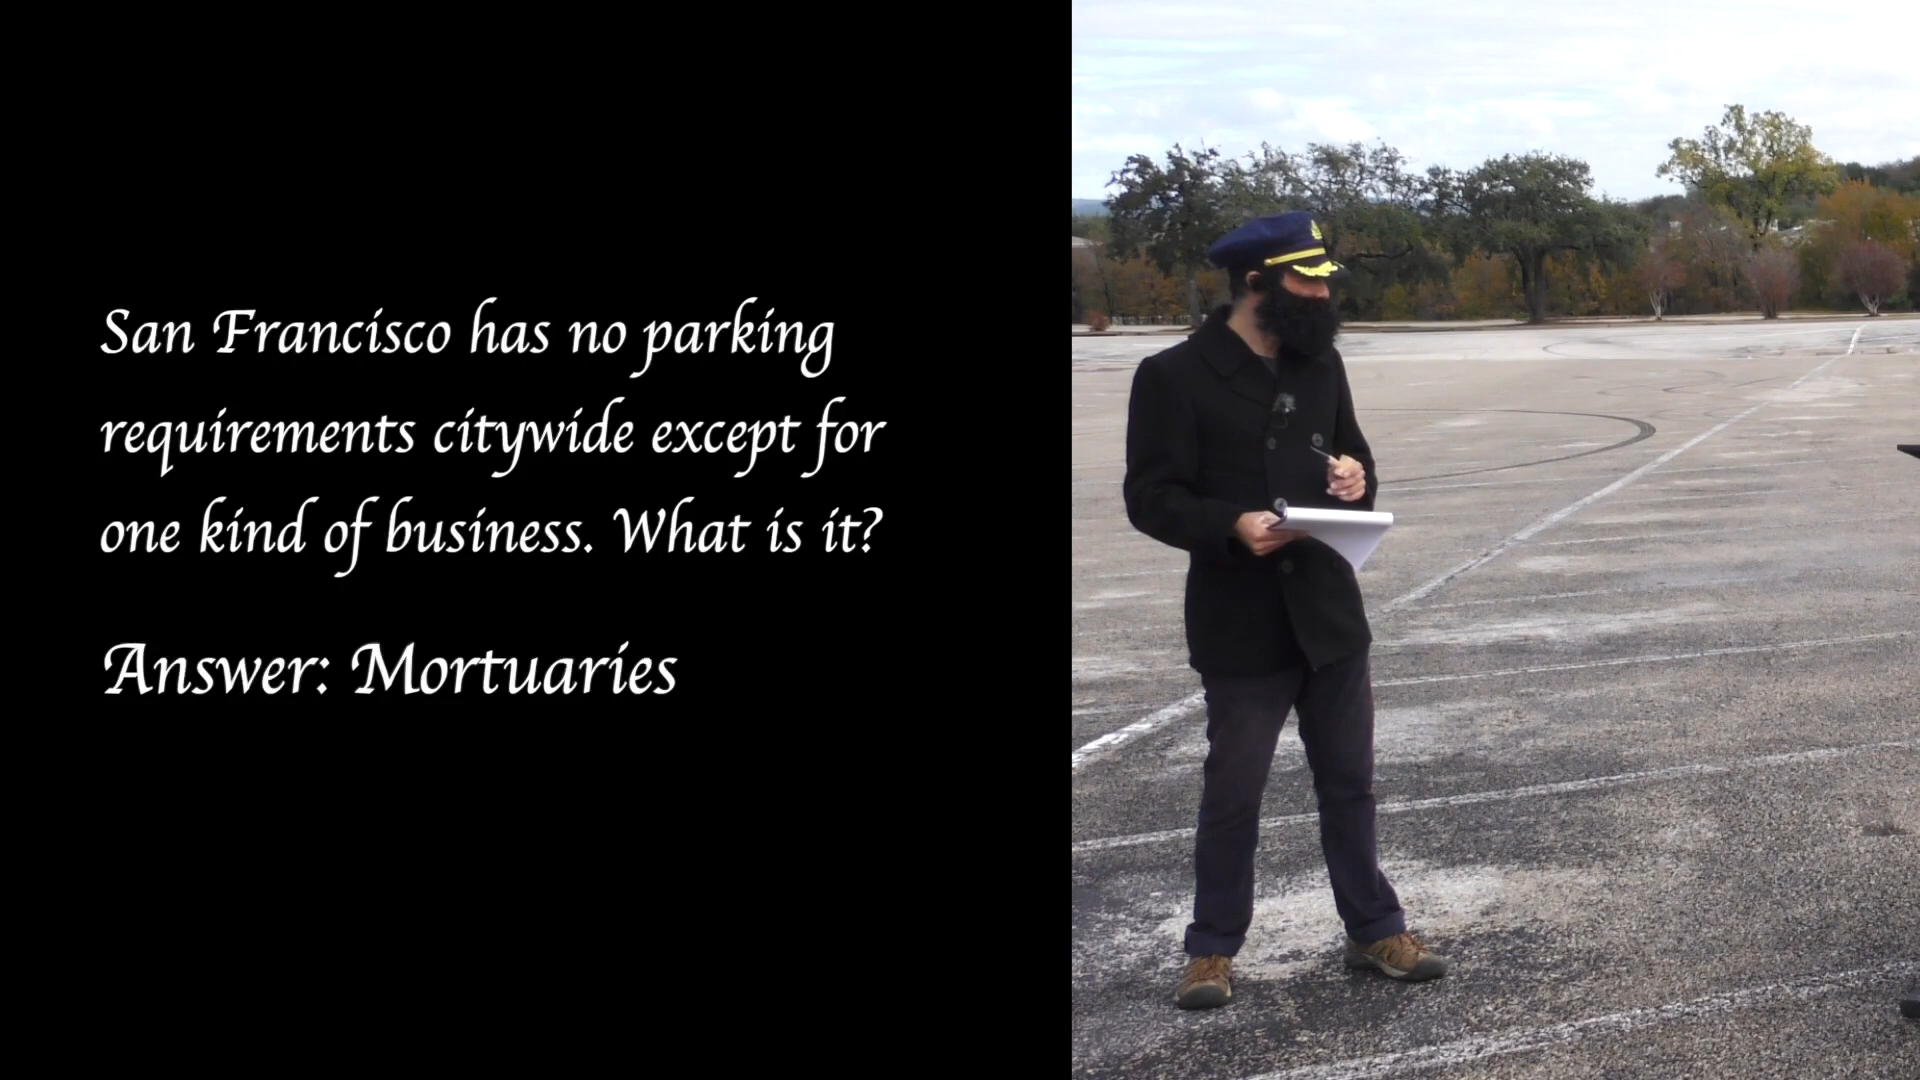 San Francisco has no parking
requirements citywide except for
one kind of business. What is it?
Answer: Mortuaries